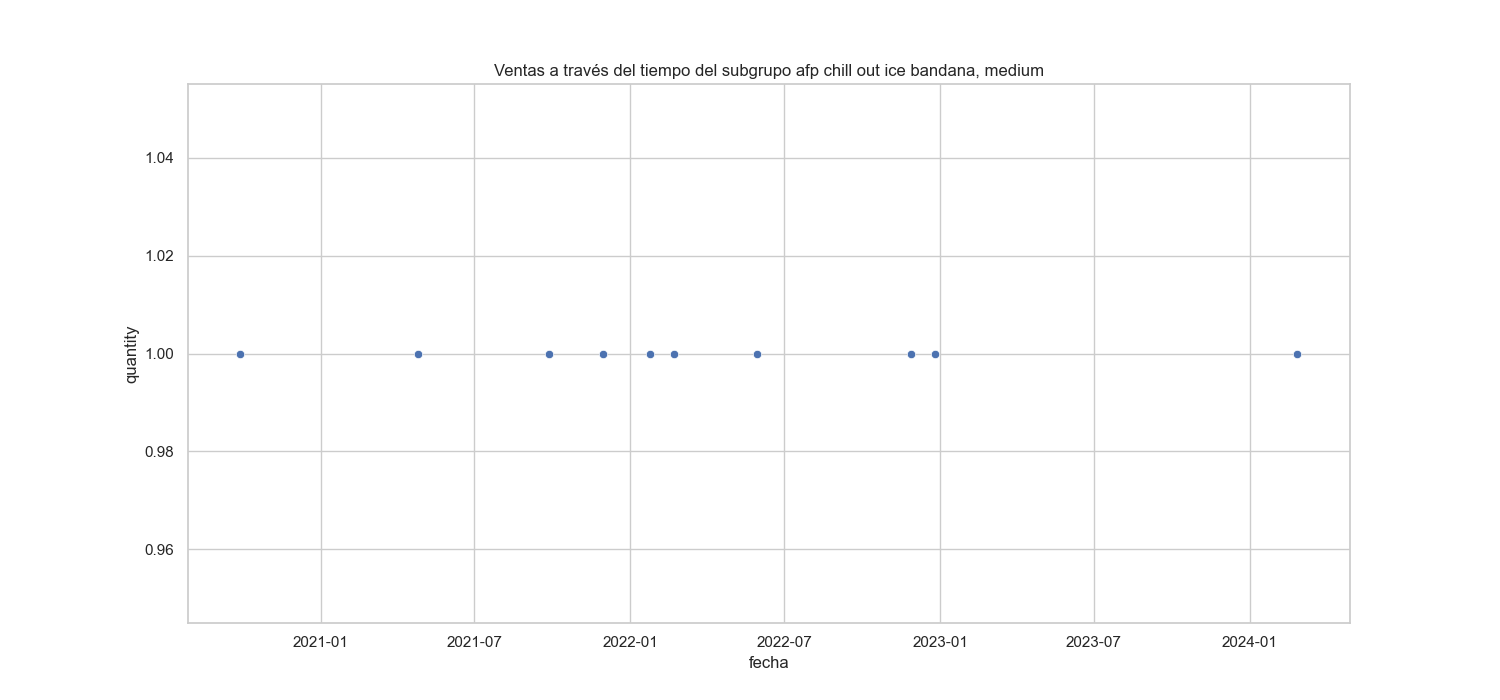 Ventas a través del tiempo del subgrupo afp chill out ice bandana, medium
1.04
1.02
1.00
0.98
0.96
quantity
2021-01 2021-07 2022-01 2022-07 2023-01 2023-07 2024-01
fecha